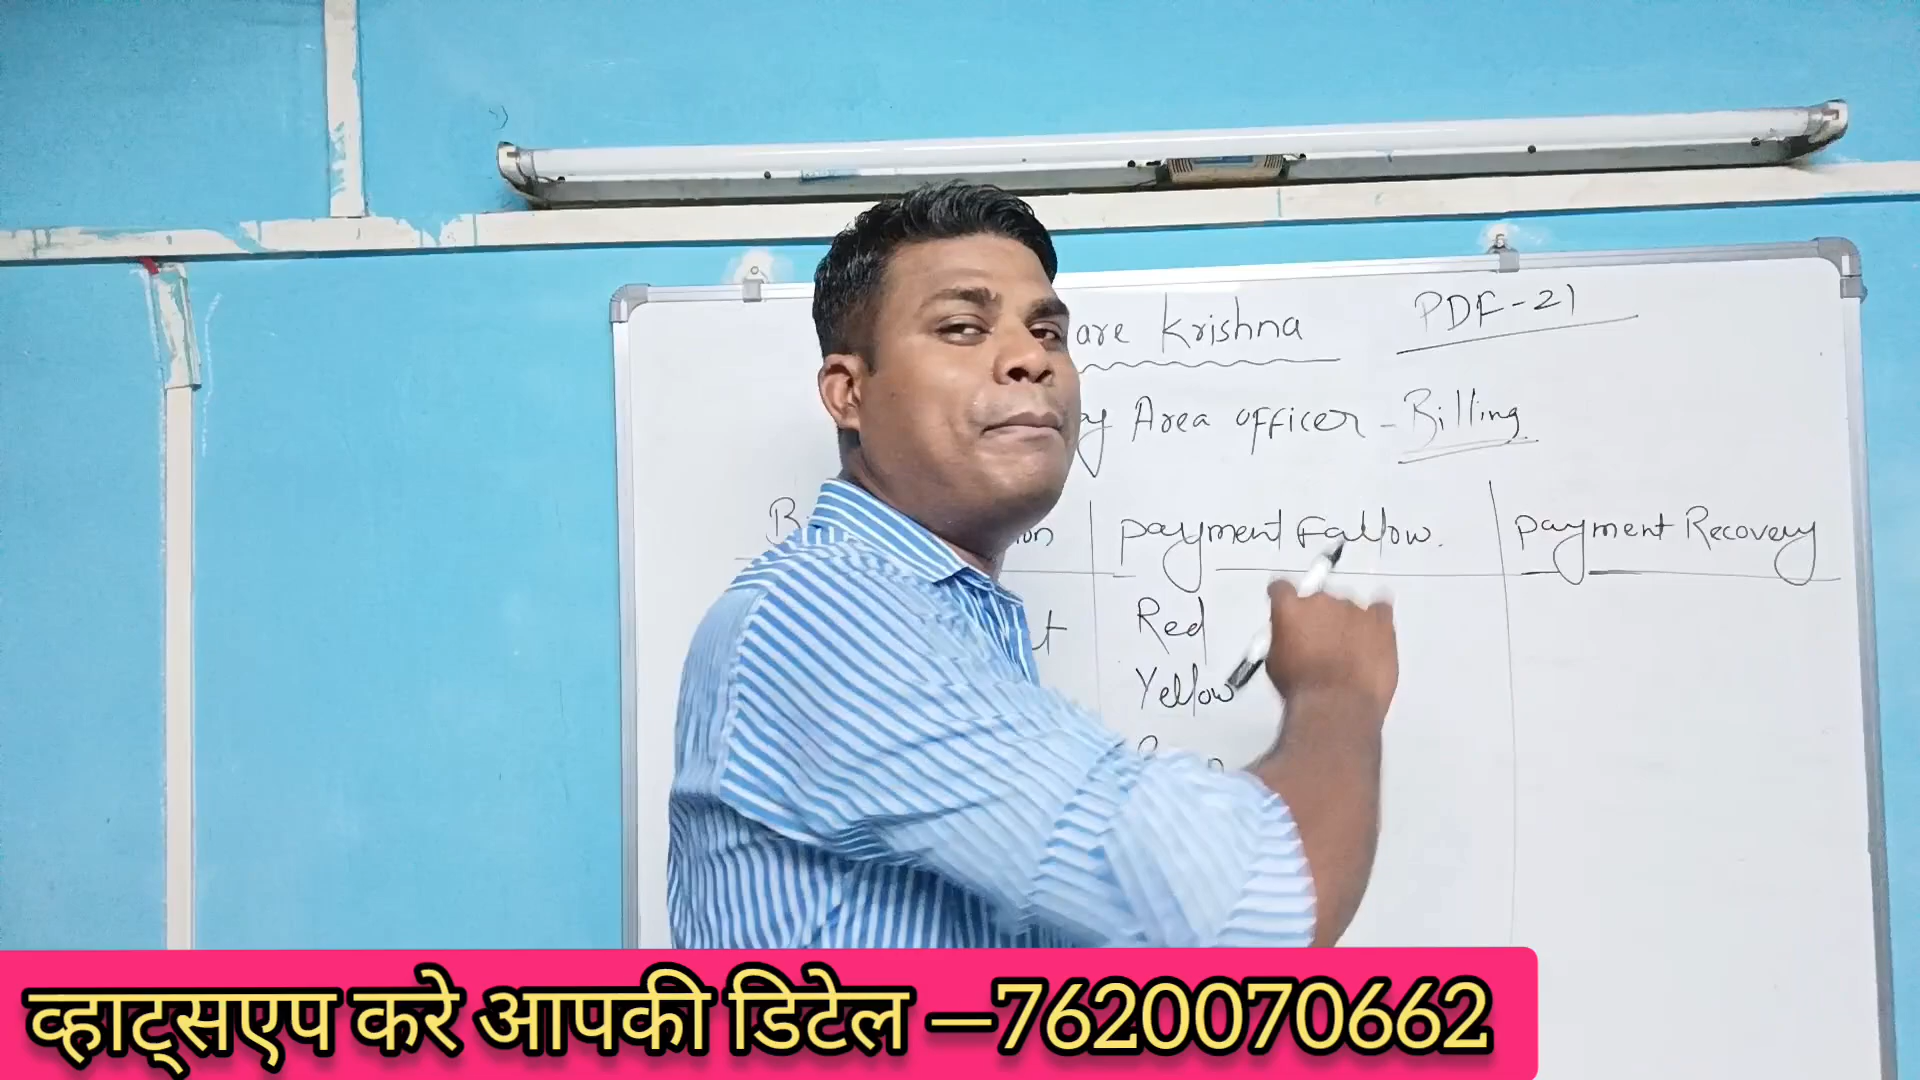 are Krishna
PDF-21
Area officer - Billing
payment Fallow.
payment Recovery
Red
Yellow
व्हाट्सएप करे आपकी डिटेल –7620070662